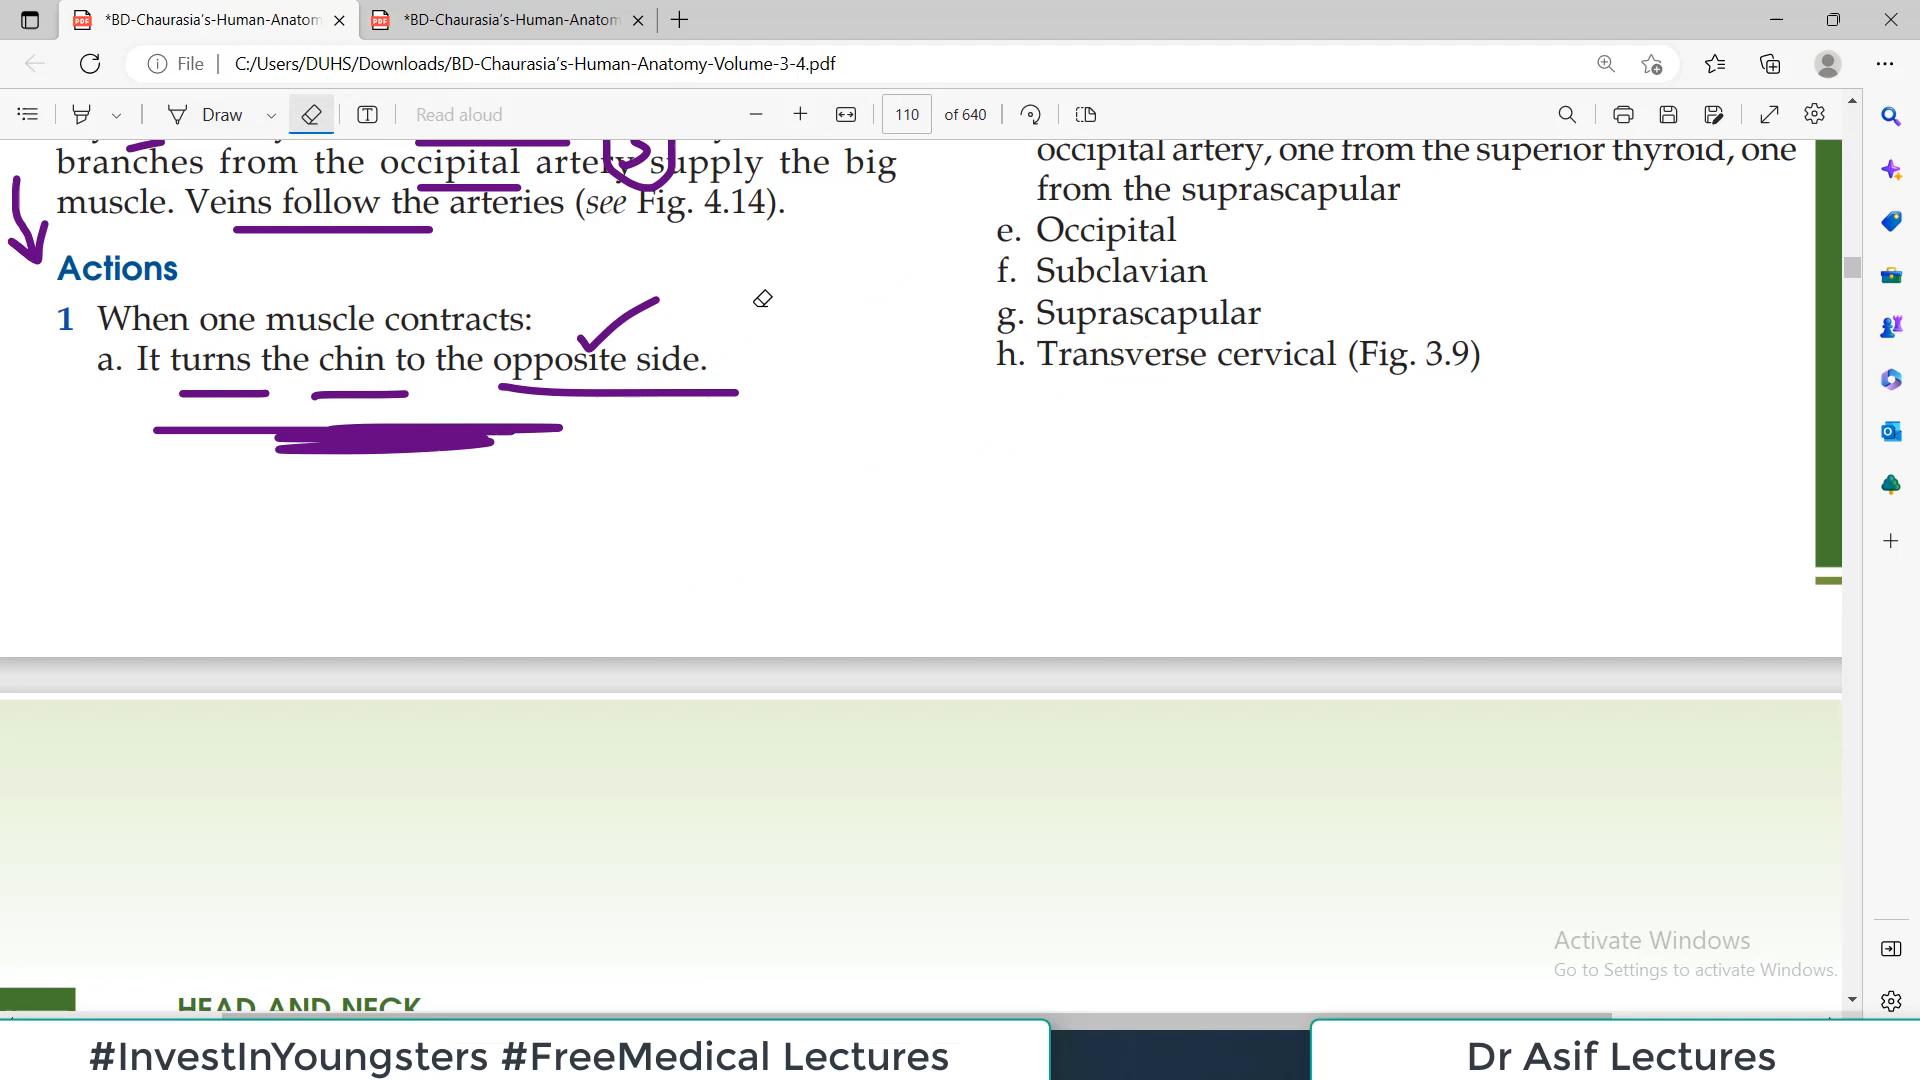 *BD-Chaurasia's-Human-Anatom
*BD-Chaurasia's-Human-Anatom
File
C:/Users/DUHS/Downloads/BD-Chaurasia's-Human-Anatomy-Volume-3-4.pdf
Draw
Read aloud
110
of 640
branches from the occipital artery supply the big
muscle. Veins follow the arteries (see Fig. 4.14).
Actions
1 When one muscle contracts:
a. It turns the chin to the opposite side.
occipital artery, one from the superior thyroid, one
from the suprascapular
e. Occipital
f. Subclavian
g. Suprascapular
h. Transverse cervical (Fig. 3.9)
Activate Windows
Go to Settings to activate Windows.
HEAD AND NECK
#InvestInYoungsters #FreeMedical Lectures
Dr Asif Lectures